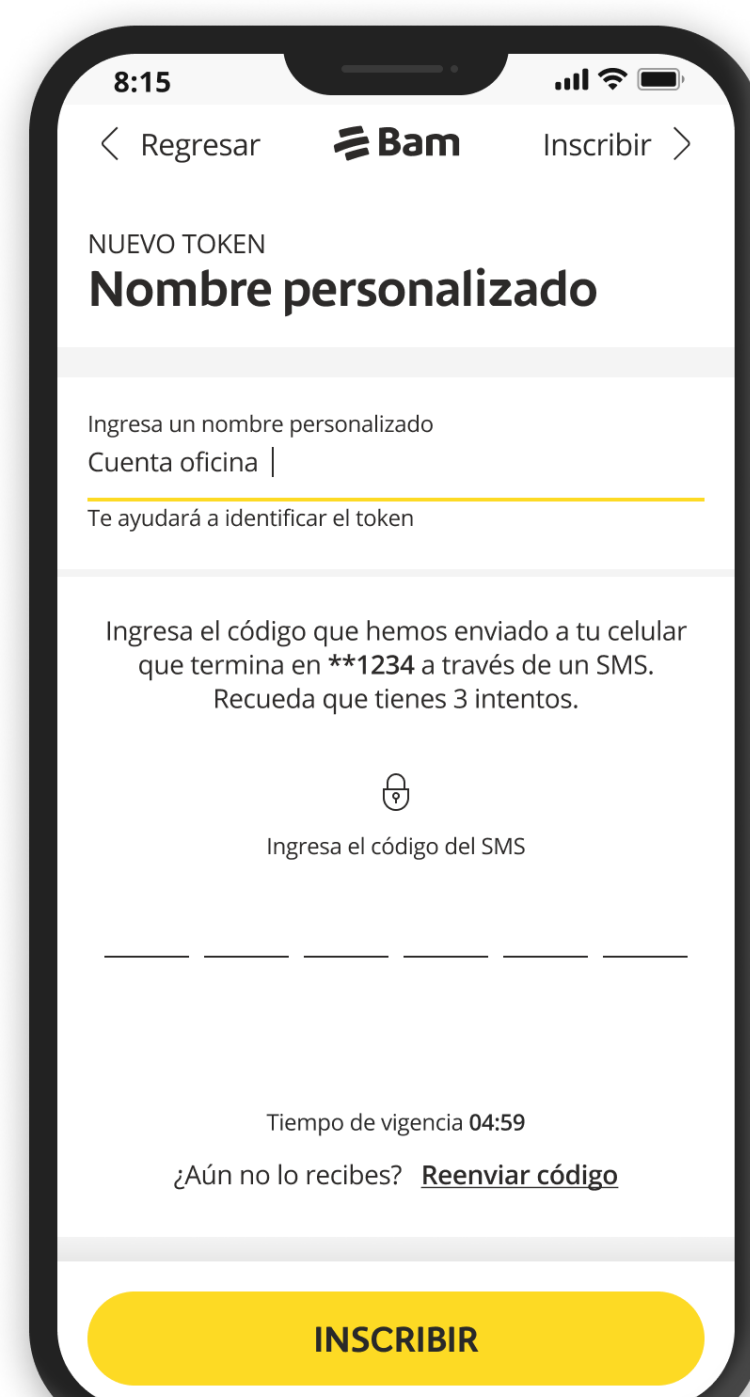 8:15
Regresar Bam Inscribir
NUEVO TOKEN
Nombre personalizado
Ingresa un nombre personalizado
Cuenta oficina
Te ayudará a identificar el token
Ingresa el código que hemos enviado a tu celular
que termina en **1234 a través de un SMS.
Recueda que tienes 3 intentos.
Ingresa el código del SMS
Tiempo de vigencia 04:59
¿Aún no lo recibes? Reenviar código
INSCRIBIR